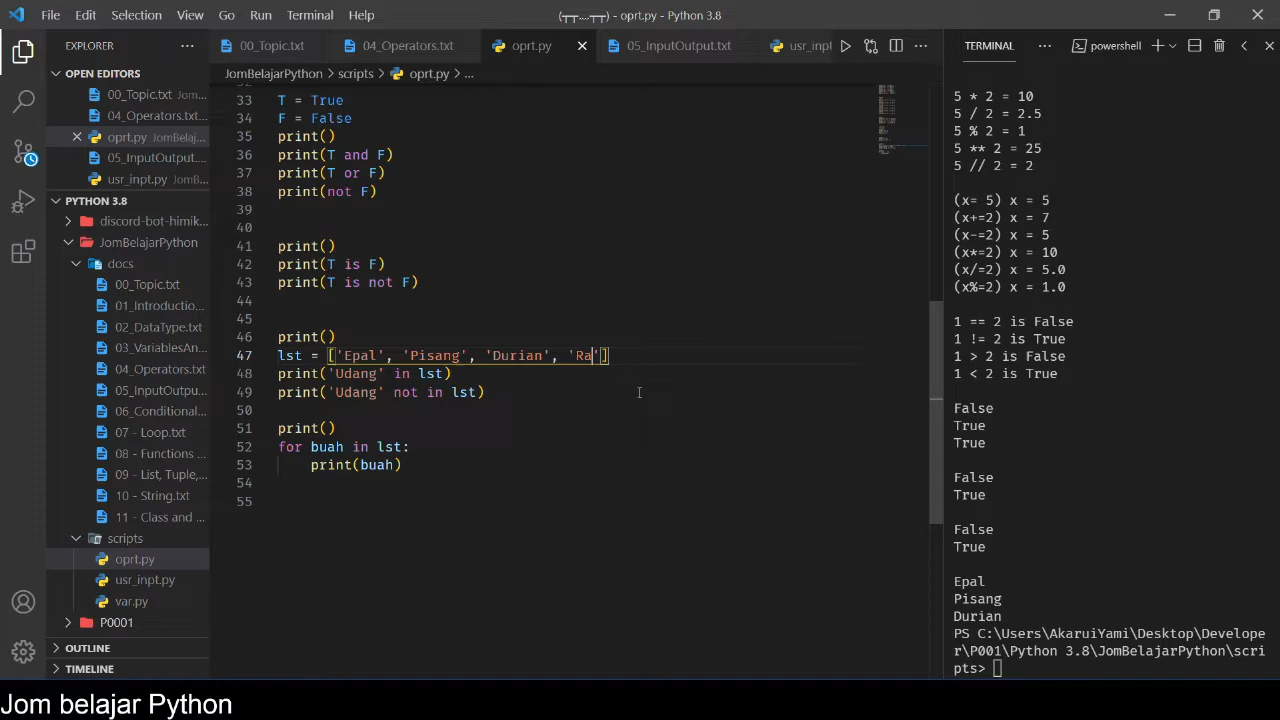 File Edit Selection View Go Run Terminal Help (┬┬﹏┬┬) - oprt.py - Python 3.8
EXPLORER
OPEN EDITORS
00_Topic.txt Jom...
04_Operators.txt...
oprt.py JomBelaj...
05_InputOutput....
usr_inpt.py JomB...
PYTHON 3.8
discord-bot-himik...
JomBelajarPython
docs
00_Topic.txt
01_Introductio...
02_DataType.txt
03_VariablesAn...
04_Operators.txt
05_InputOutpu...
06_Conditional...
07 - Loop.txt
08 - Functions ...
09 - List, Tuple,...
10 - String.txt
11 - Class and ...
scripts
oprt.py
usr_inpt.py
var.py
P0001
OUTLINE
TIMELINE
00_Topic.txt 04_Operators.txt oprt.py 05_InputOutput.txt usr_inpt
JomBelajarPython > scripts > oprt.py > ...
33 T = True
34 F = False
35 print()
36 print(T and F)
37 print(T or F)
38 print(not F)
39
40
41 print()
42 print(T is F)
43 print(T is not F)
44
45
46 print()
47 lst = ['Epal', 'Pisang', 'Durian', 'Ra']
48 print('Udang' in lst)
49 print('Udang' not in lst)
50
51 print()
52 for buah in lst:
53 print(buah)
54
55
TERMINAL powershell
5 * 2 = 10
5 / 2 = 2.5
5 % 2 = 1
5 ** 2 = 25
5 // 2 = 2
(x= 5) x = 5
(x+=2) x = 7
(x-=2) x = 5
(x*=2) x = 10
(x/=2) x = 5.0
(x%=2) x = 1.0
1 == 2 is False
1 != 2 is True
1 > 2 is False
1 < 2 is True
False
True
True
False
True
False
True
Epal
Pisang
Durian
PS C:\Users\AkaruiYami\Desktop\Develope
r\P001\Python 3.8\JomBelajarPython\scri
pts>
Jom belajar Python